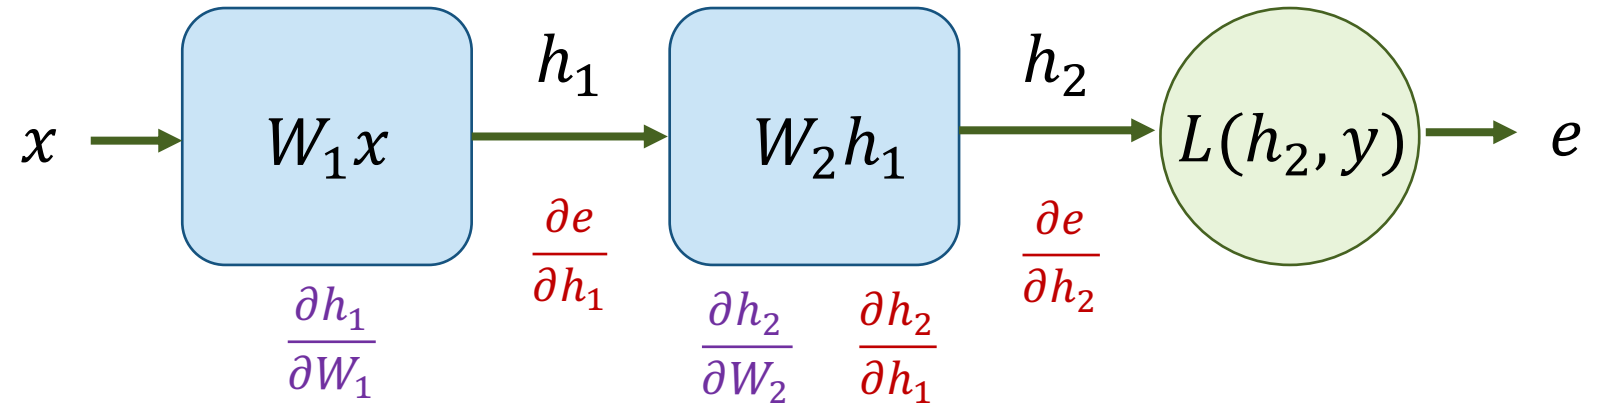 x
W₁x
h₁
W₂h₁
h₂
L(h₂, y)
e
∂h₁/∂W₁
∂e/∂h₁
∂h₂/∂W₂
∂h₂/∂h₁
∂e/∂h₂